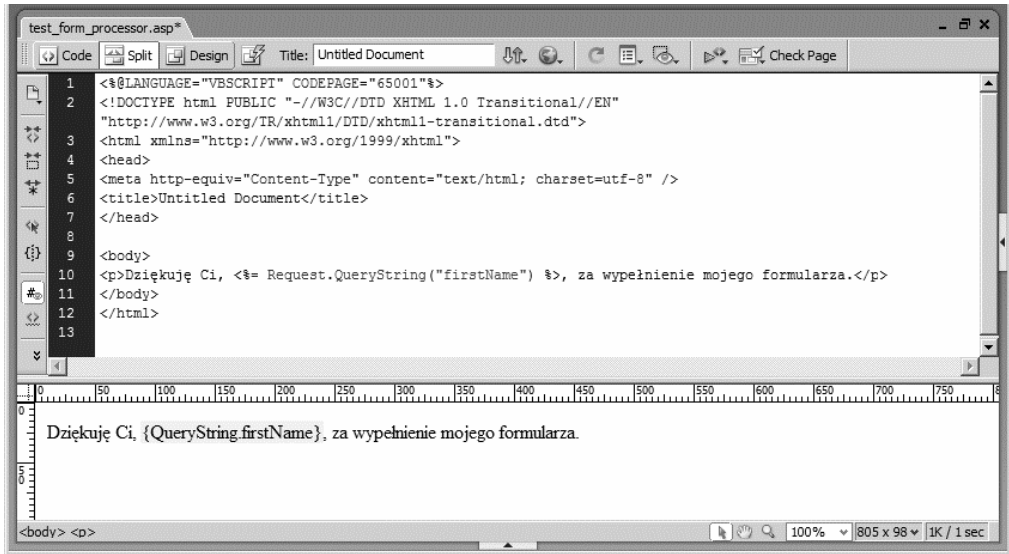 test_form_processor.asp*
Code Split Design Title: Untitled Document Check Page
1 <%@LANGUAGE="VBSCRIPT" CODEPAGE="65001"%>
2 <!DOCTYPE html PUBLIC "-//W3C//DTD XHTML 1.0 Transitional//EN"
"http://www.w3.org/TR/xhtml1/DTD/xhtml1-transitional.dtd">
3 <html xmlns="http://www.w3.org/1999/xhtml">
4 <head>
5 <meta http-equiv="Content-Type" content="text/html; charset=utf-8" />
6 <title>Untitled Document</title>
7 </head>
8
9 <body>
10 <p>Dziękuję Ci, <%= Request.QueryString("firstName") %>, za wypełnienie mojego formularza.</p>
11 </body>
12 </html>
13
0 50 100 150 200 250 300 350 400 450 500 550 600 650 700 750 8
0
Dziękuję Ci, {QueryString.firstName}, za wypełnienie mojego formularza.
50
<body> <p> 100% 805 x 98 1K / 1 sec